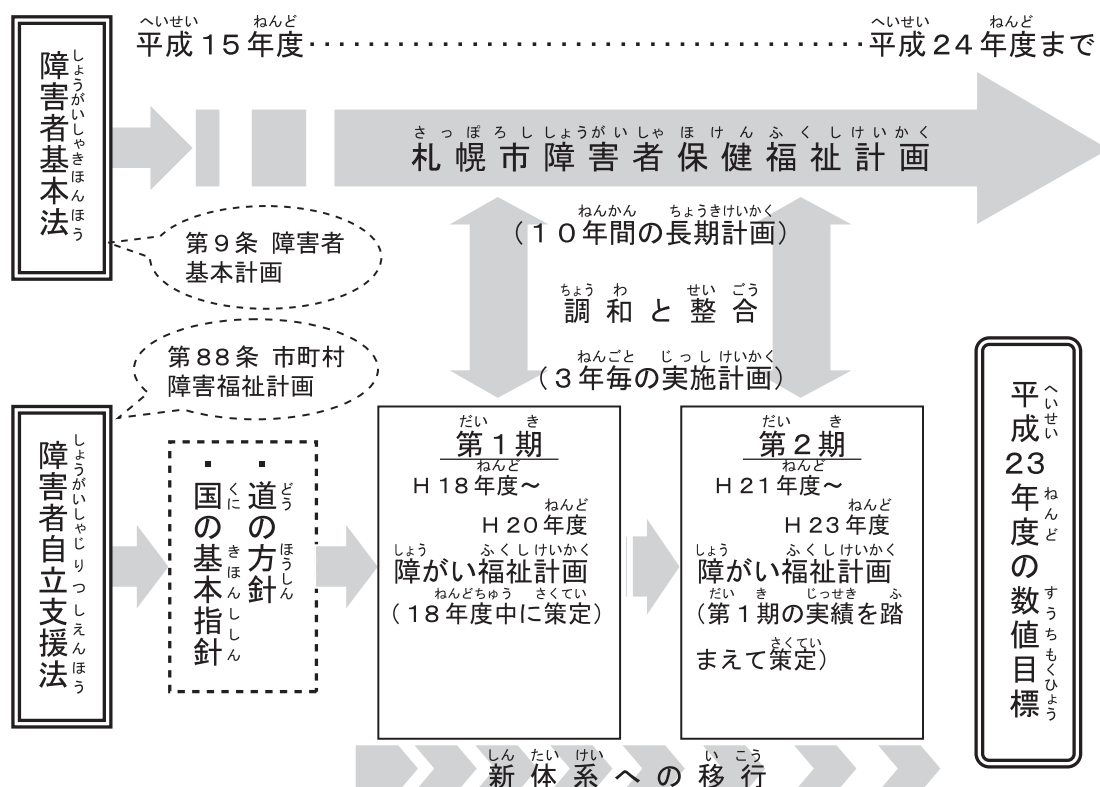 平成15年度‥‥‥‥‥‥‥‥‥‥‥‥‥‥‥‥平成24年度まで
障害者基本法
札幌市障害者保健福祉計画
(10年間の長期計画)
第9条 障害者
基本計画
調和と整合
第88条 市町村
障害福祉計画
(3年毎の実施計画)
障害者自立支援法
・道の方針
・国の基本指針
第1期
H18年度~
H20年度
障がい福祉計画
(18年度中に策定)
第2期
H21年度~
H23年度
障がい福祉計画
(第1期の実績を踏
まえて策定)
平成23年度の数値目標
新体系への移行